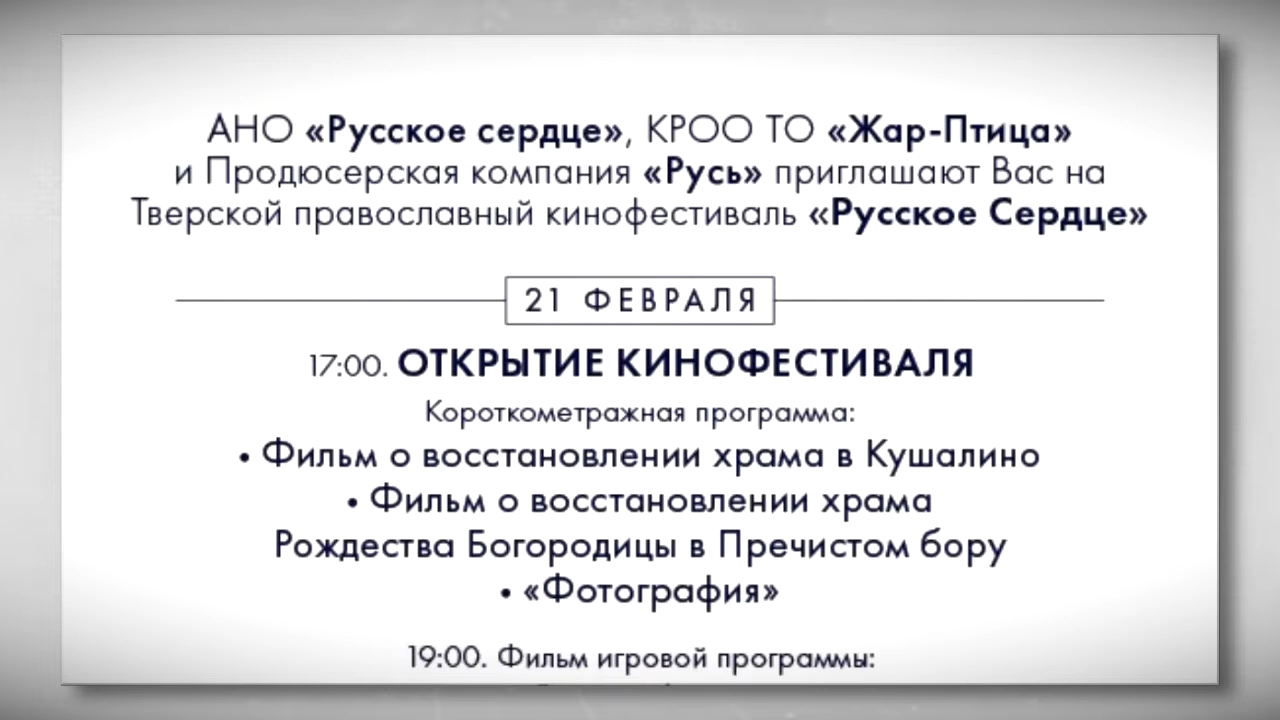 АНО «Русское сердце», КРОО ТО «Жар-Птица»
и Продюсерская компания «Русь» приглашают Вас на
Тверской православный кинофестиваль «Русское Сердце»
21 ФЕВРАЛЯ
17:00. ОТКРЫТИЕ КИНОФЕСТИВАЛЯ
Короткометражная программа:
• Фильм о восстановлении храма в Кушалино
• Фильм о восстановлении храма
Рождества Богородицы в Пречистом бору
• «Фотография»
19:00. Фильм игровой программы: